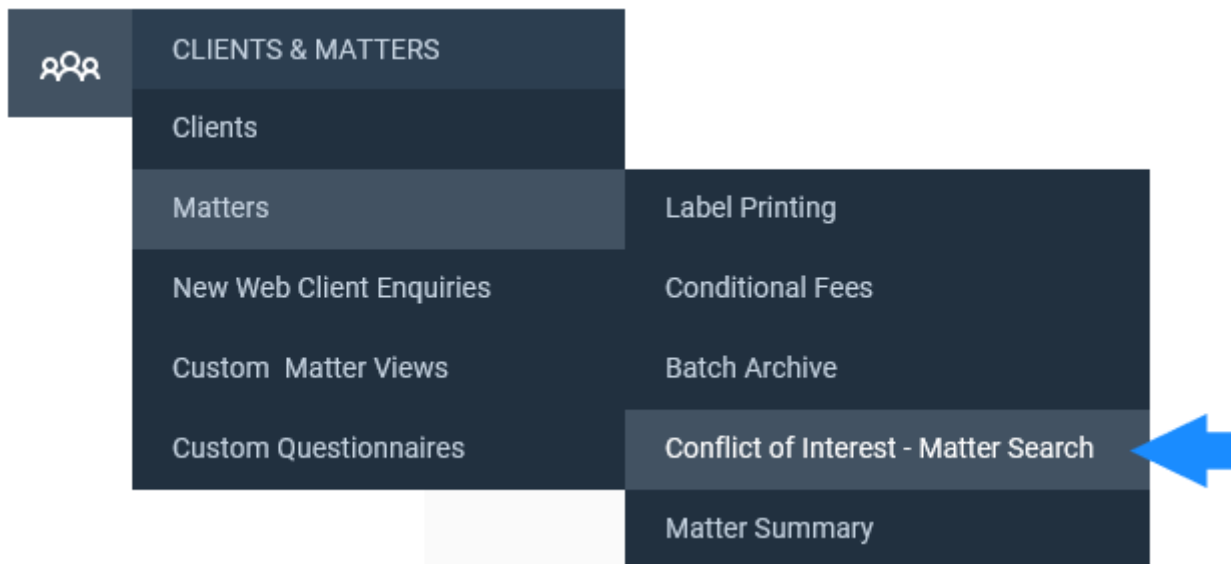 CLIENTS & MATTERS
Clients
Matters
New Web Client Enquiries
Custom  Matter Views
Custom Questionnaires
Label Printing
Conditional Fees
Batch Archive
Conflict of Interest - Matter Search
Matter Summary